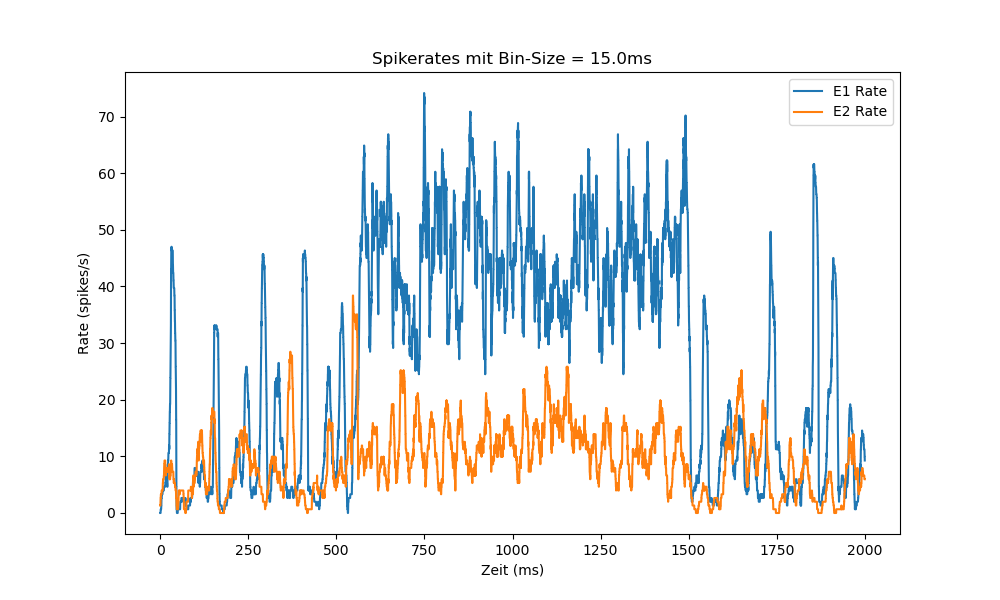 Spikerates mit Bin-Size = 15.0ms
E1 Rate
E2 Rate
70
60
50
40
30
20
10
0
Rate (spikes/s)
0 250 500 750 1000 1250 1500 1750 2000
Zeit (ms)